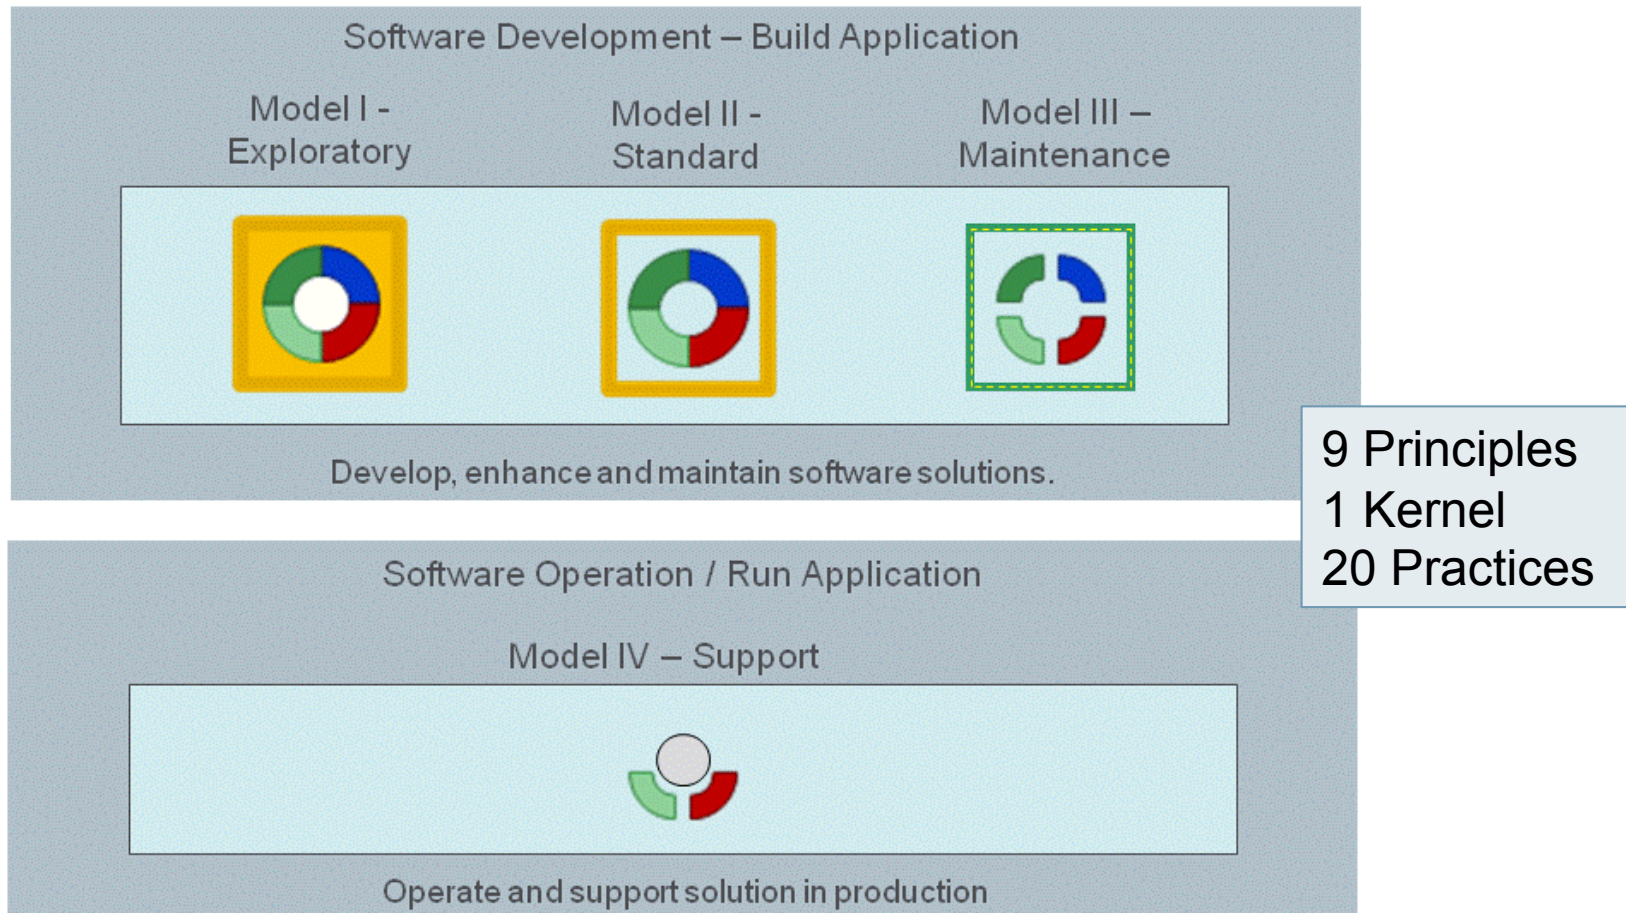 Software Development – Build Application
Model I -
Exploratory
Model II -
Standard
Model III –
Maintenance
Develop, enhance and maintain software solutions.
9 Principles
1 Kernel
20 Practices
Software Operation / Run Application
Model IV – Support
Operate and support solution in production